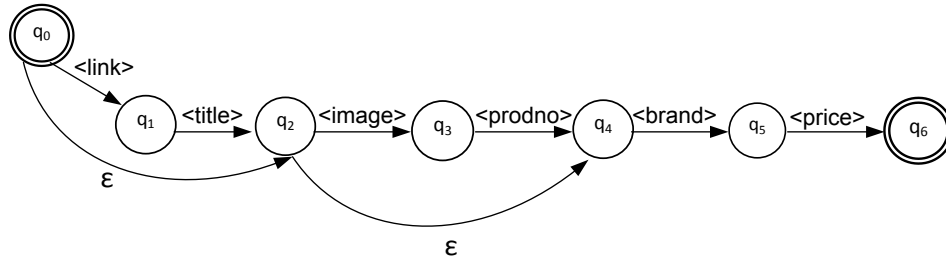 q0
<link>
q1 <title> q2 <image> q3 <prodno> q4 <brand> q5 <price> q6
ε
ε